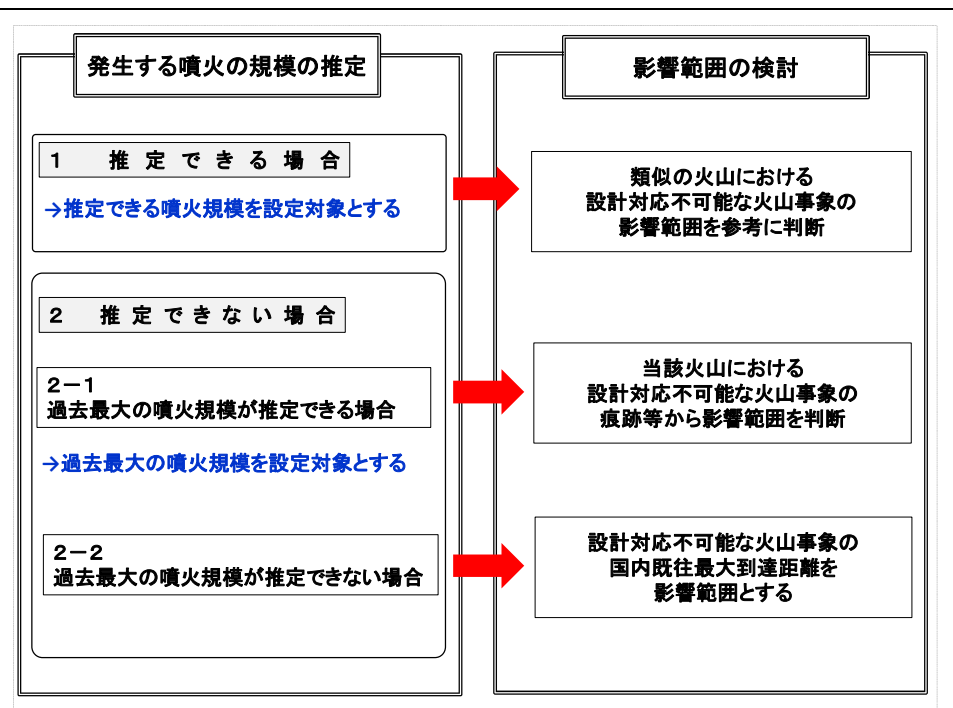 発生する噴火の規模の推定
1 推定できる場合
→推定できる噴火規模を設定対象とする
2 推定できない場合
2-1
過去最大の噴火規模が推定できる場合
→過去最大の噴火規模を設定対象とする
2-2
過去最大の噴火規模が推定できない場合
影響範囲の検討
類似の火山における
設計対応不可能な火山事象の
影響範囲を参考に判断
当該火山における
設計対応不可能な火山事象の
痕跡等から影響範囲を判断
設計対応不可能な火山事象の
国内既往最大到達距離を
影響範囲とする